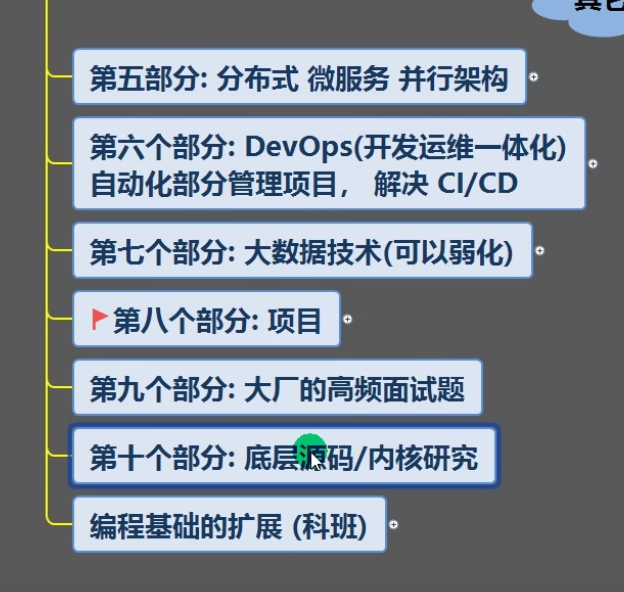 其它
第五部分: 分布式 微服务 并行架构
第六个部分: DevOps(开发运维一体化)
自动化部分管理项目， 解决 CI/CD
第七个部分: 大数据技术(可以弱化)
第八个部分: 项目
第九个部分: 大厂的高频面试题
第十个部分: 底层源码/内核研究
编程基础的扩展 (科班)